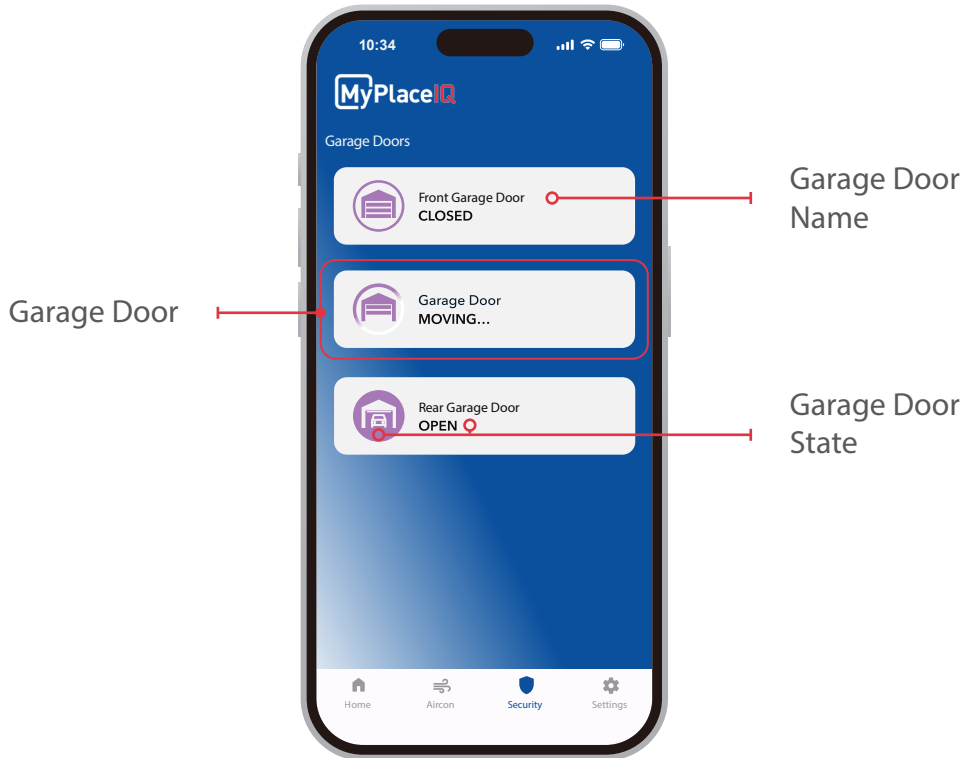 10:34
MyPlaceIQ
Garage Doors
Front Garage Door
CLOSED
Garage Door
Name
Garage Door
Garage Door
MOVING...
Rear Garage Door
OPEN
Garage Door
State
Home
Aircon
Security
Settings